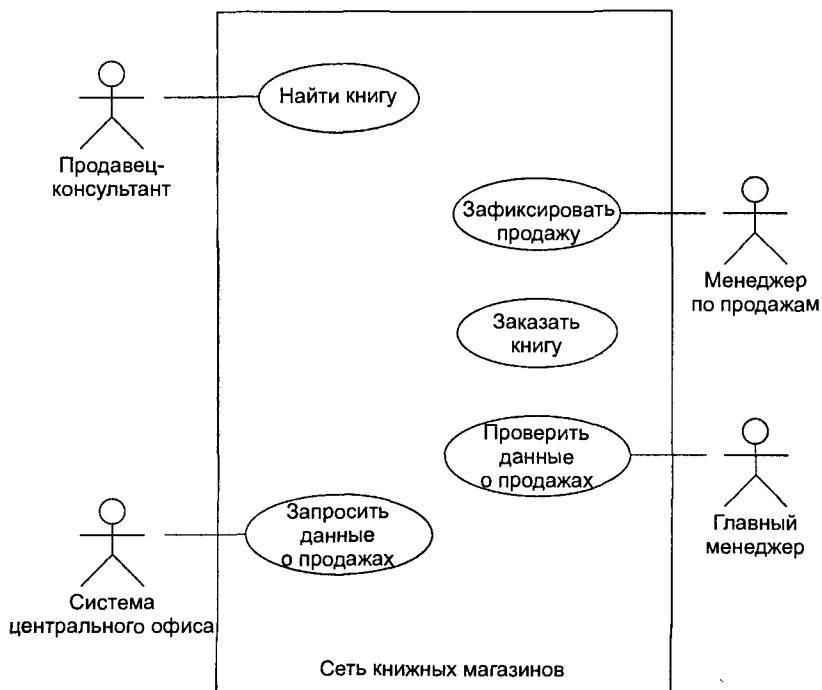 Найти книгу
Продавец-
консультант
Зафиксировать
продажу
Менеджер
по продажам
Заказать
книгу
Проверить
данные
о продажах
Главный
менеджер
Запросить
данные
о продажах
Система
центрального офиса
Сеть книжных магазинов